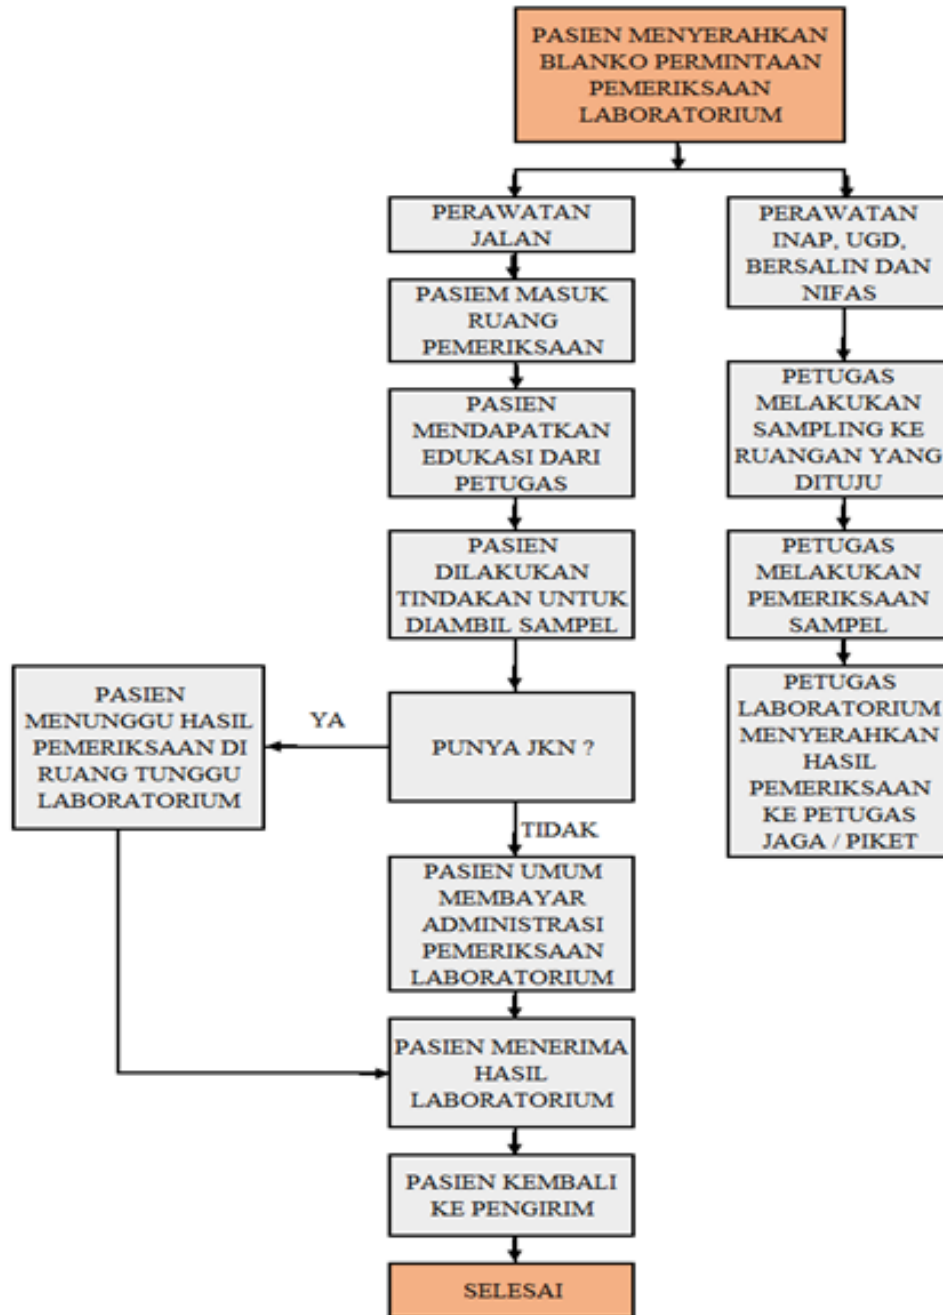 PASIEN MENYERAHKAN
BLANKO PERMINTAAN
PEMERIKSAAN
LABORATORIUM
PERAWATAN
JALAN
PASIEM MASUK
RUANG
PEMERIKSAAN
PASIEN
MENDAPATKAN
EDUKASI DARI
PETUGAS
PASIEN
DILAKUKAN
TINDAKAN UNTUK
DIAMBIL SAMPEL
PUNYA JKN ?
YA
PASIEN
MENUNGGU HASIL
PEMERIKSAAN DI
RUANG TUNGGU
LABORATORIUM
TIDAK
PASIEN UMUM
MEMBAYAR
ADMINISTRASI
PEMERIKSAAN
LABORATORIUM
PASIEN MENERIMA
HASIL
LABORATORIUM
PASIEN KEMBALI
KE PENGIRIM
SELESAI
PERAWATAN
INAP, UGD,
BERSALIN DAN
NIFAS
PETUGAS
MELAKUKAN
SAMPLING KE
RUANGAN YANG
DITUJU
PETUGAS
MELAKUKAN
PEMERIKSAAN
SAMPEL
PETUGAS
LABORATORIUM
MENYERAHKAN
HASIL
PEMERIKSAAN
KE PETUGAS
JAGA / PIKET